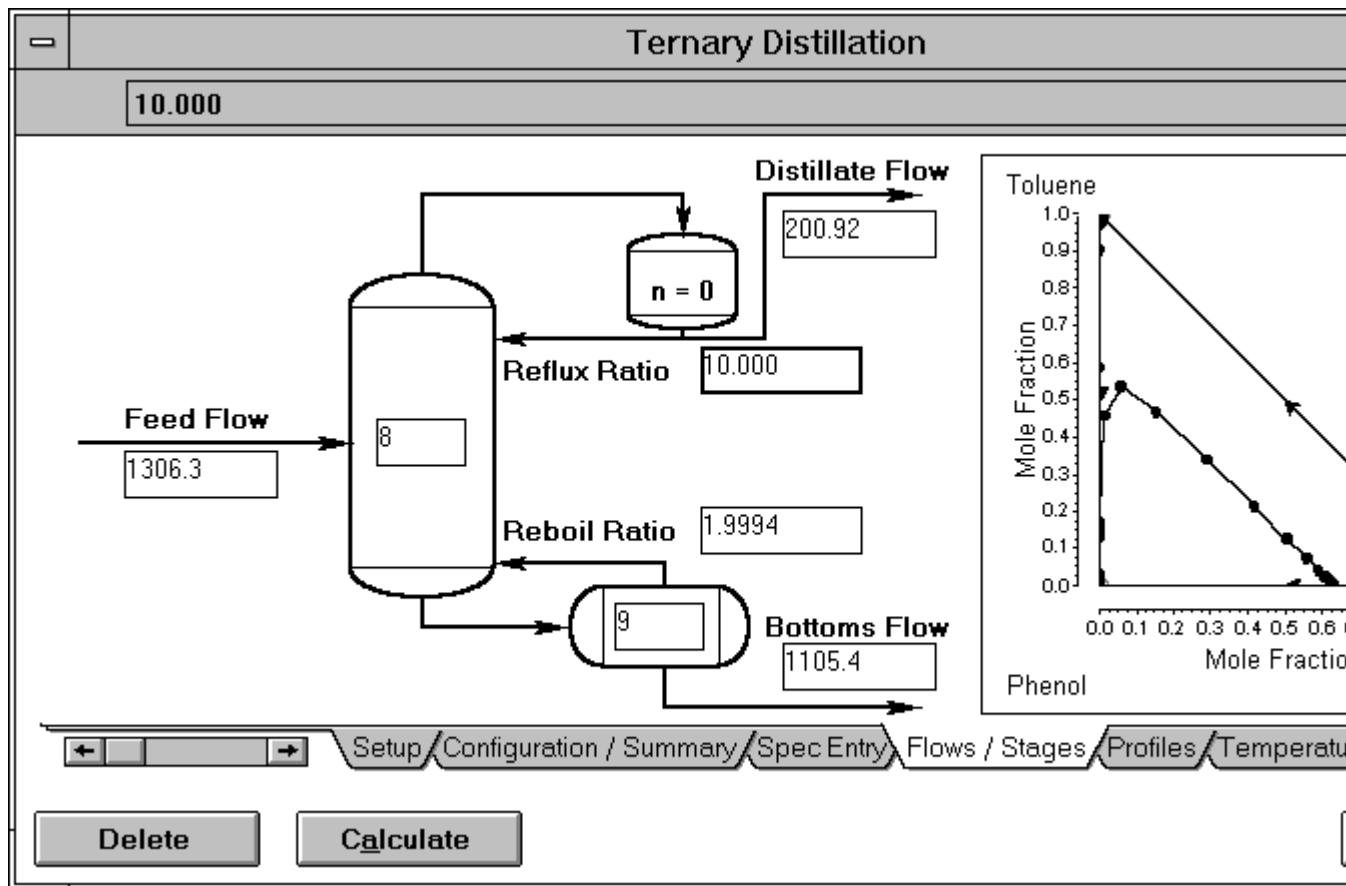 Ternary Distillation
10.000
Distillate Flow
200.92
n = 0
Reflux Ratio
10.000
Feed Flow
1306.3
8
Reboil Ratio
1.9994
9
Bottoms Flow
1105.4
Toluene
1.0
0.9
0.8
0.7
0.6
0.5
0.4
0.3
0.2
0.1
0.0
Mole Fraction
0.0 0.1 0.2 0.3 0.4 0.5 0.6
Mole Fractio
Phenol
Setup
Configuration / Summary
Spec Entry
Flows / Stages
Profiles
Temperatu
Delete
Calculate